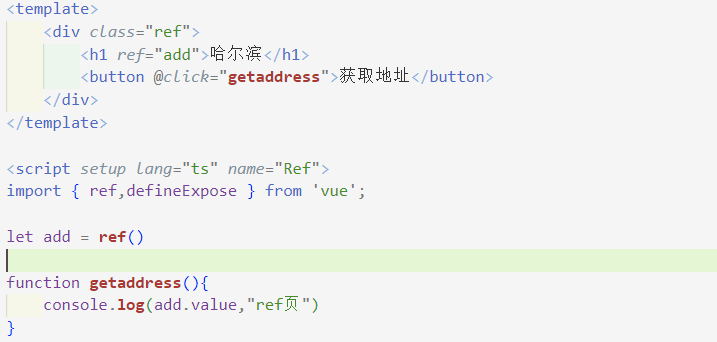 <template>
    <div class="ref">
        <h1 ref="add">哈尔滨</h1>
        <button @click="getaddress">获取地址</button>
    </div>
</template>

<script setup lang="ts" name="Ref">
import { ref,defineExpose } from 'vue';

let add = ref()

function getaddress(){
    console.log(add.value,"ref页")
}